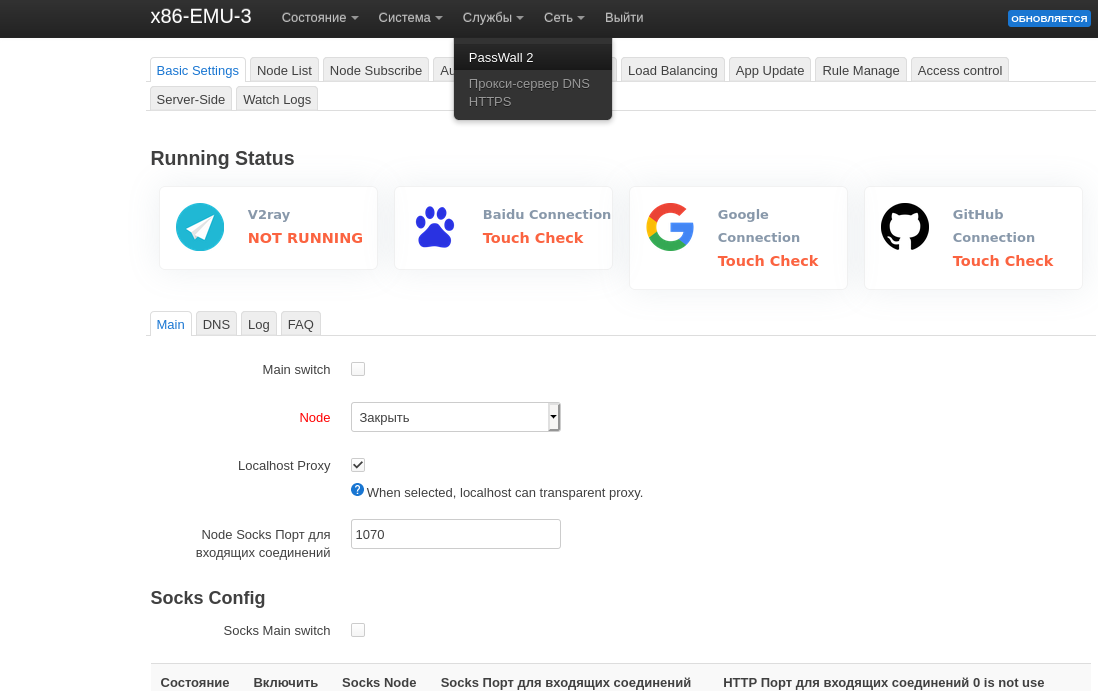 x86-EMU-3 Состояние Система Службы Сеть Выйти ОБНОВЛЯЕТСЯ
PassWall 2
Прокси-сервер DNS
HTTPS
Basic Settings Node List Node Subscribe Load Balancing App Update Rule Manage Access control
Server-Side Watch Logs
Running Status
V2ray
NOT RUNNING
Baidu Connection
Touch Check
Google
Connection
Touch Check
GitHub
Connection
Touch Check
Main DNS Log FAQ
Main switch
Node Закрыть
Localhost Proxy
When selected, localhost can transparent proxy.
Node Socks Порт для
входящих соединений
1070
Socks Config
Socks Main switch
Состояние Включить Socks Node Socks Порт для входящих соединений HTTP Порт для входящих соединений 0 is not use